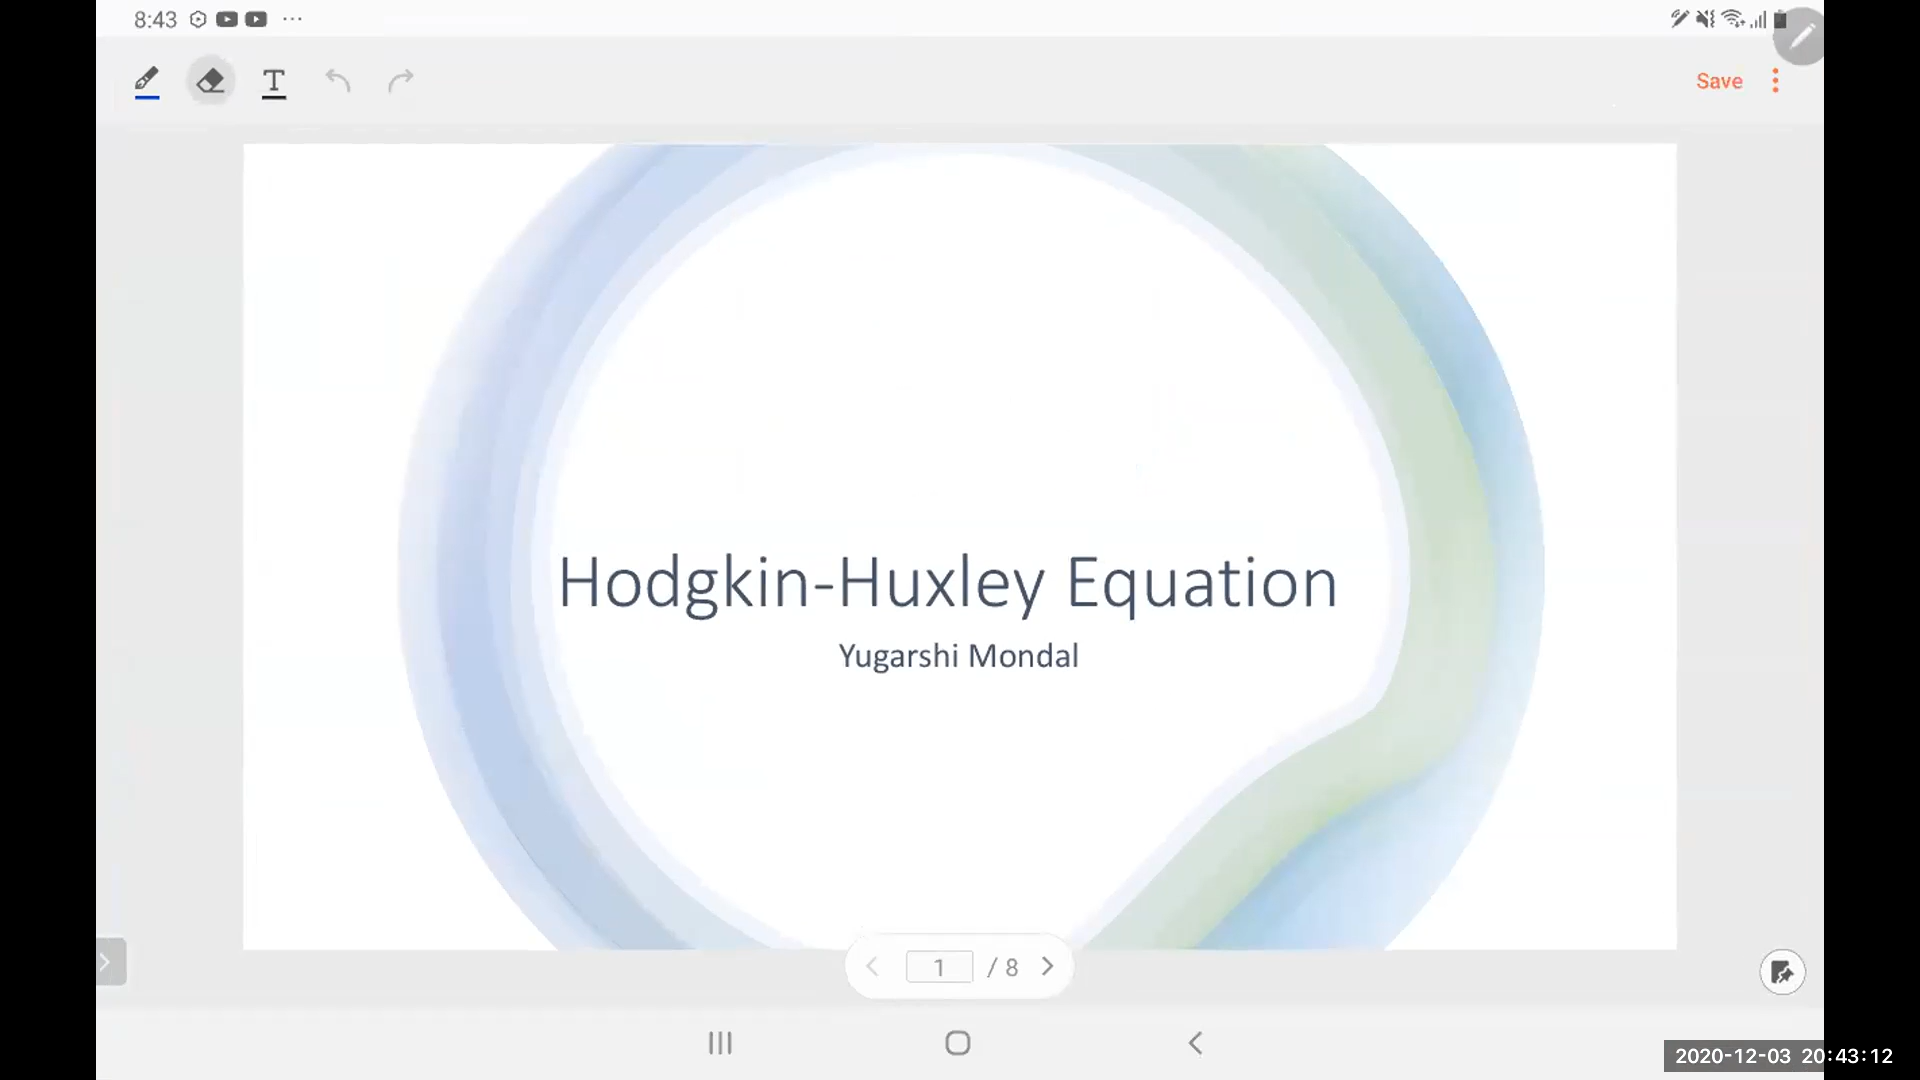 8:43
T
Save
Hodgkin-Huxley Equation
Yugarshi Mondal
1 / 8
2020-12-03 20:43:12